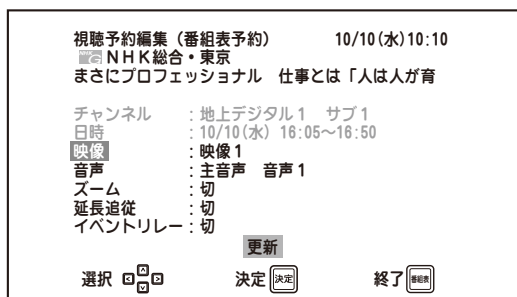 視聴予約編集（番組表予約） 10/10(水)10:10
NHK G NHK総合・東京
まさにプロフェッショナル 仕事とは「人は人が育
チャンネル ：地上デジタル1 サブ1
日時 ：10/10(水) 16:05～16:50
映像 ：映像1
音声 ：主音声 音声1
ズーム ：切
延長追従 ：切
イベントリレー：切
更新
選択 決定 決定 終了 番組表